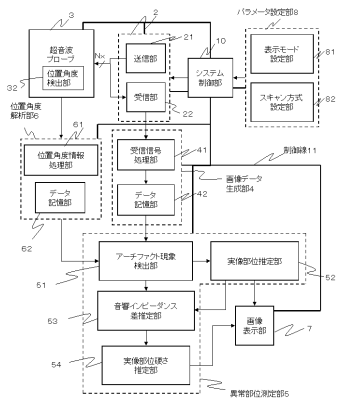 3
2
21
10
パラメータ設定部8
超音波
プローブ
Nx
送信部
システム
制御部
表示モード
設定部
81
32
位置角度
検出部
受信部
22
スキャン方式
設定部
82
位置角度
解析部6
61
位置角度情報
処理部
受信信号
処理部
41
制御線11
画像データ
生成部4
データ
記憶部
62
データ
記憶部
42
アーチファクト現象
検出部
51
実像部位推定部
52
音響インピーダンス
差推定部
53
画像
表示部
7
54
実像部位硬さ
推定部
異常部位測定部5